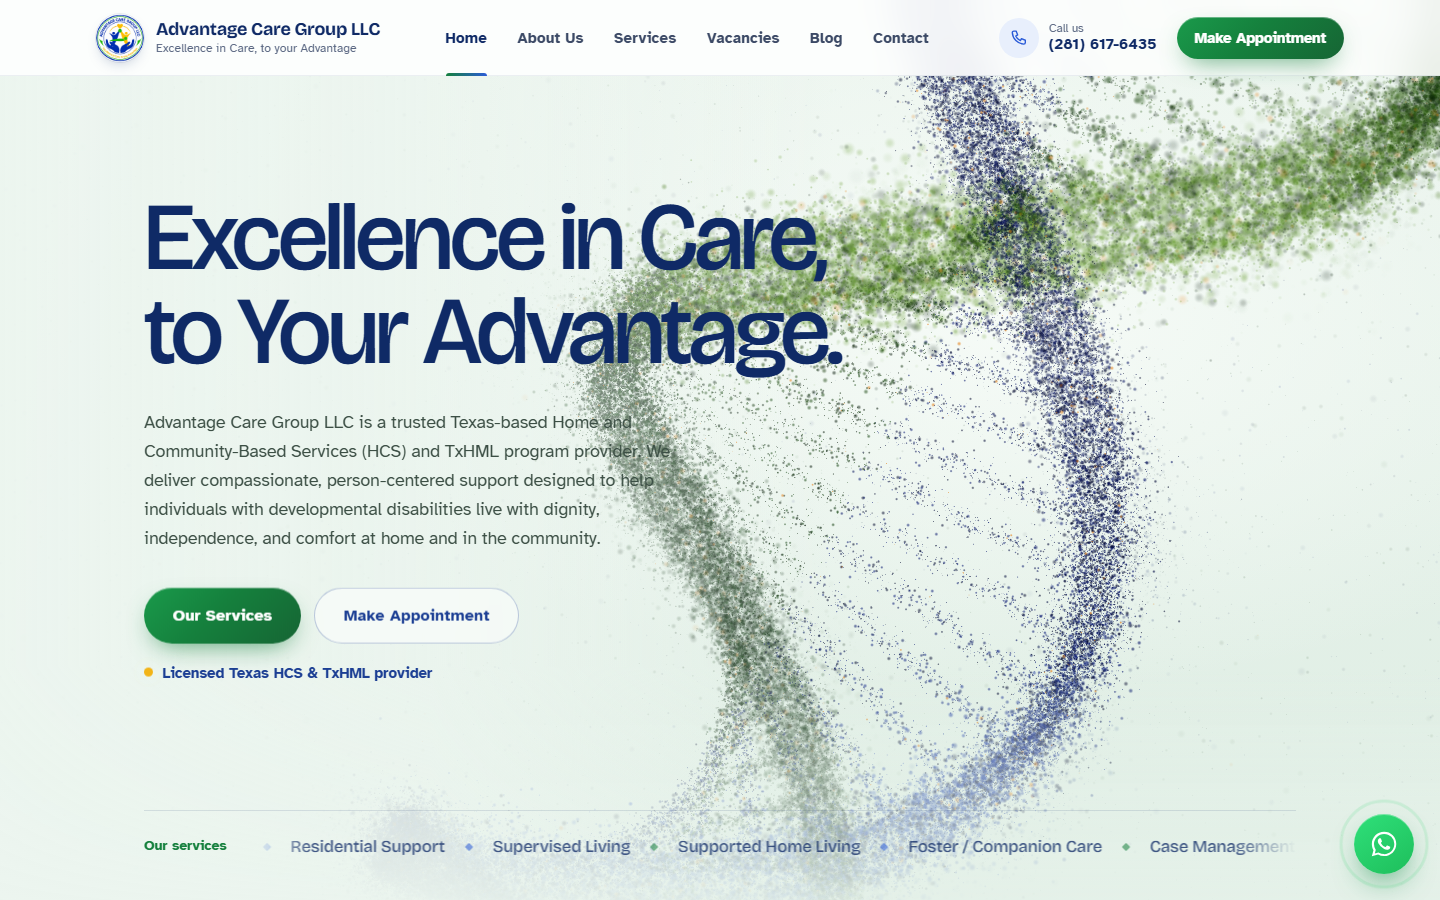 Advantage Care Group LLC
Excellence in Care, to your Advantage
Home
About Us
Services
Vacancies
Blog
Contact
Call us
(281) 617-6435
Make Appointment
Excellence in Care,
to Your Advantage.
Advantage Care Group LLC is a trusted Texas-based Home and
Community-Based Services (HCS) and TxHML program provider. We
deliver compassionate, person-centered support designed to help
individuals with developmental disabilities live with dignity,
independence, and comfort at home and in the community.
Our Services
Make Appointment
Licensed Texas HCS & TxHML provider
Our services
Residential Support
Supervised Living
Supported Home Living
Foster / Companion Care
Case Management